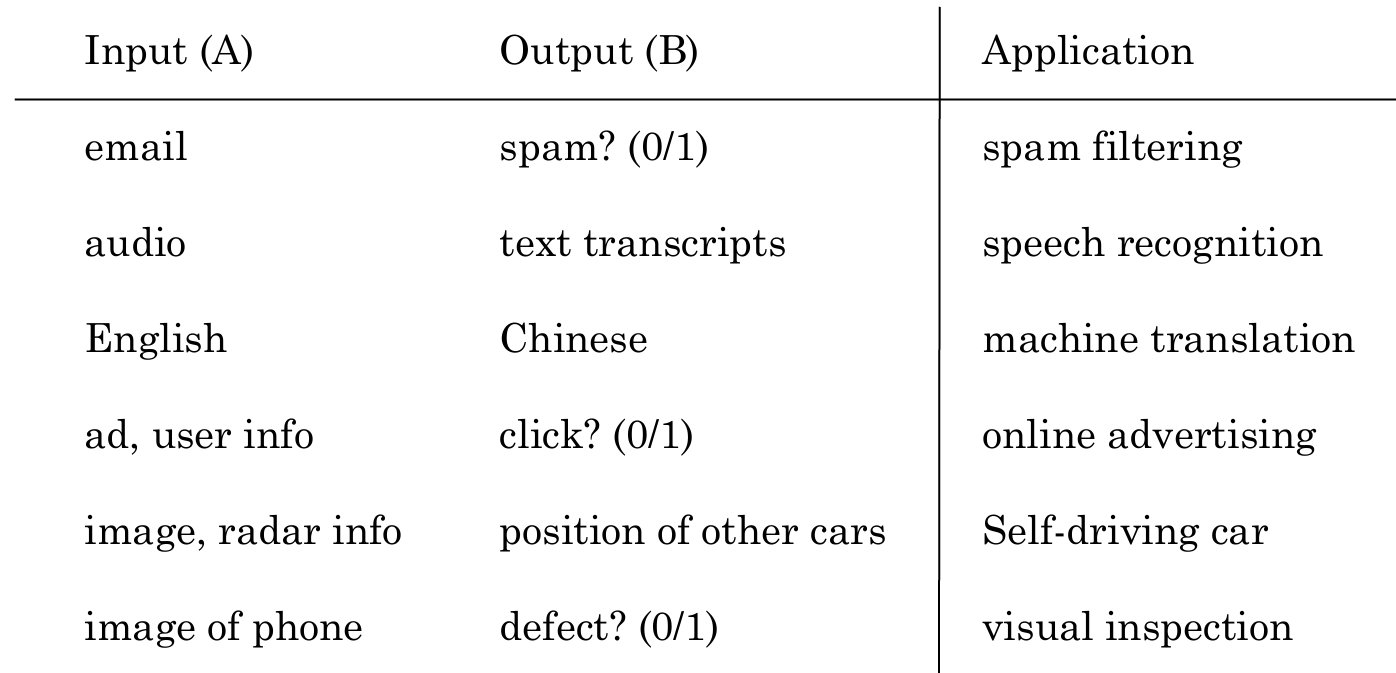 Input (A) Output (B) Application
email spam? (0/1) spam filtering
audio text transcripts speech recognition
English Chinese machine translation
ad, user info click? (0/1) online advertising
image, radar info position of other cars Self-driving car
image of phone defect? (0/1) visual inspection